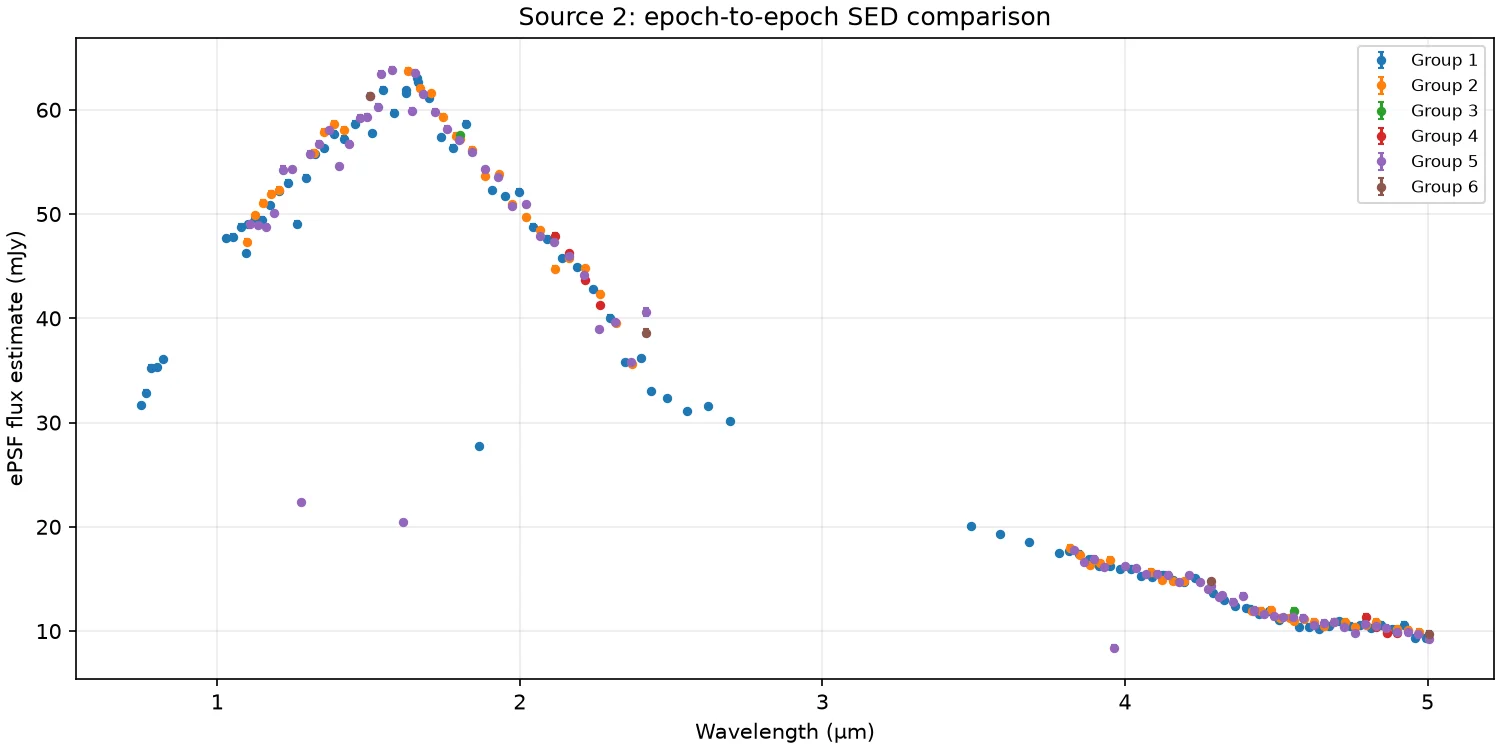 Source 2: epoch-to-epoch SED comparison
ePSF flux estimate (mJy)
60
50
40
30
20
10
Group 1
Group 2
Group 3
Group 4
Group 5
Group 6
1
2
3
4
5
Wavelength (μm)